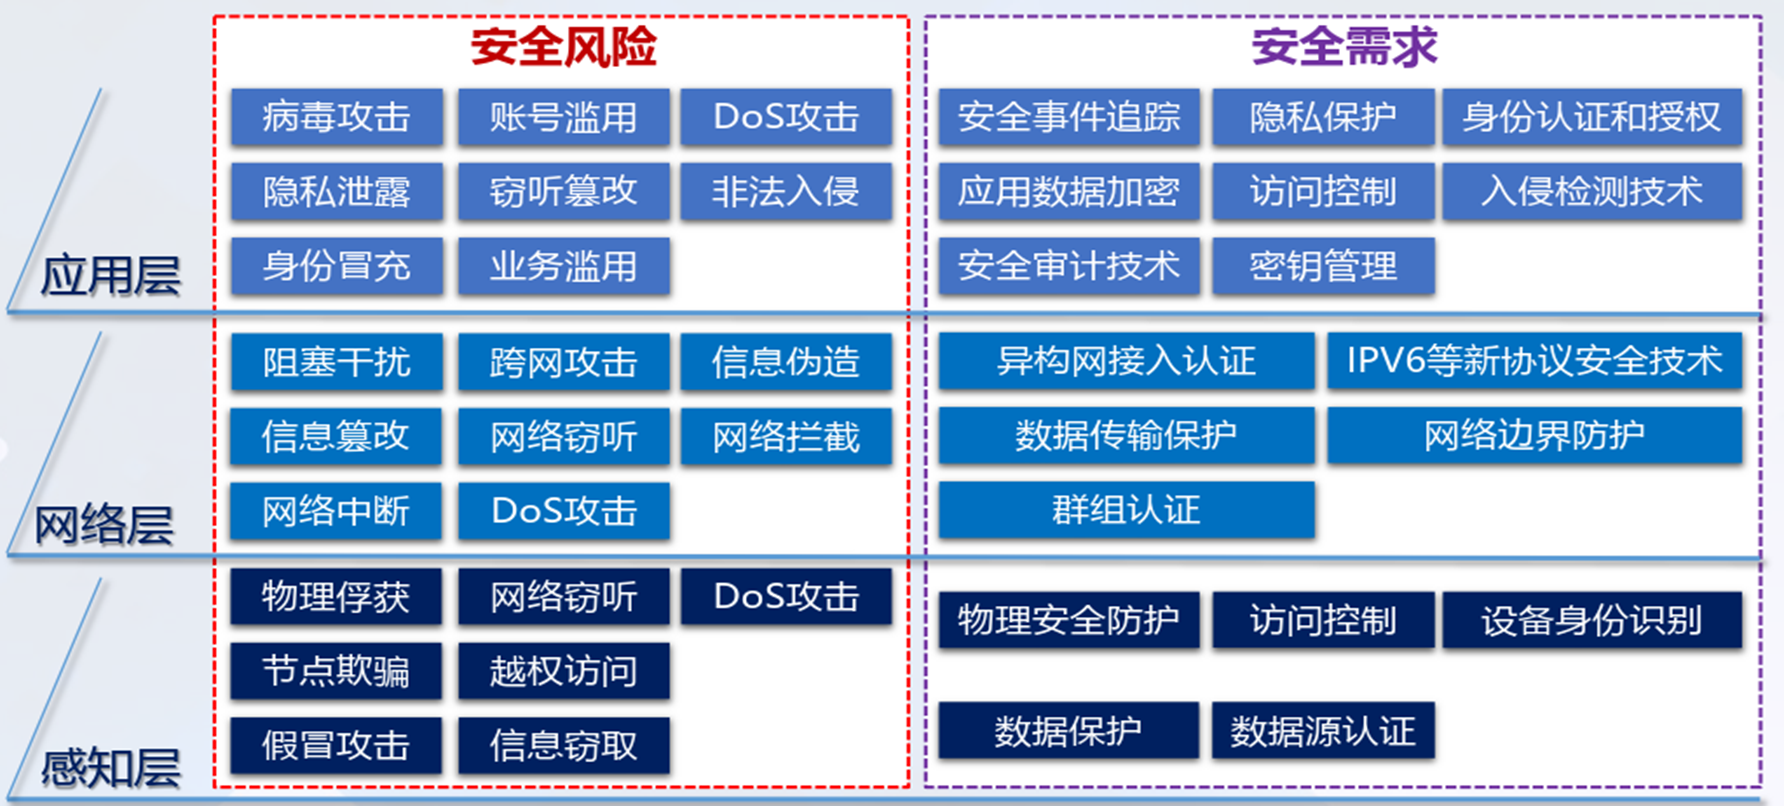 安全风险 安全需求
病毒攻击 账号滥用 DoS攻击 安全事件追踪 隐私保护 身份认证和授权
隐私泄露 窃听篡改 非法入侵 应用数据加密 访问控制 入侵检测技术
应用层 身份冒充 业务滥用 安全审计技术 密钥管理
阻塞干扰 跨网攻击 信息伪造 异构网接入认证 IPV6等新协议安全技术
信息篡改 网络窃听 网络拦截 数据传输保护 网络边界防护
网络层 网络中断 DoS攻击 群组认证
物理俘获 网络窃听 DoS攻击 物理安全防护 访问控制 设备身份识别
节点欺骗 越权访问
感知层 假冒攻击 信息窃取 数据保护 数据源认证